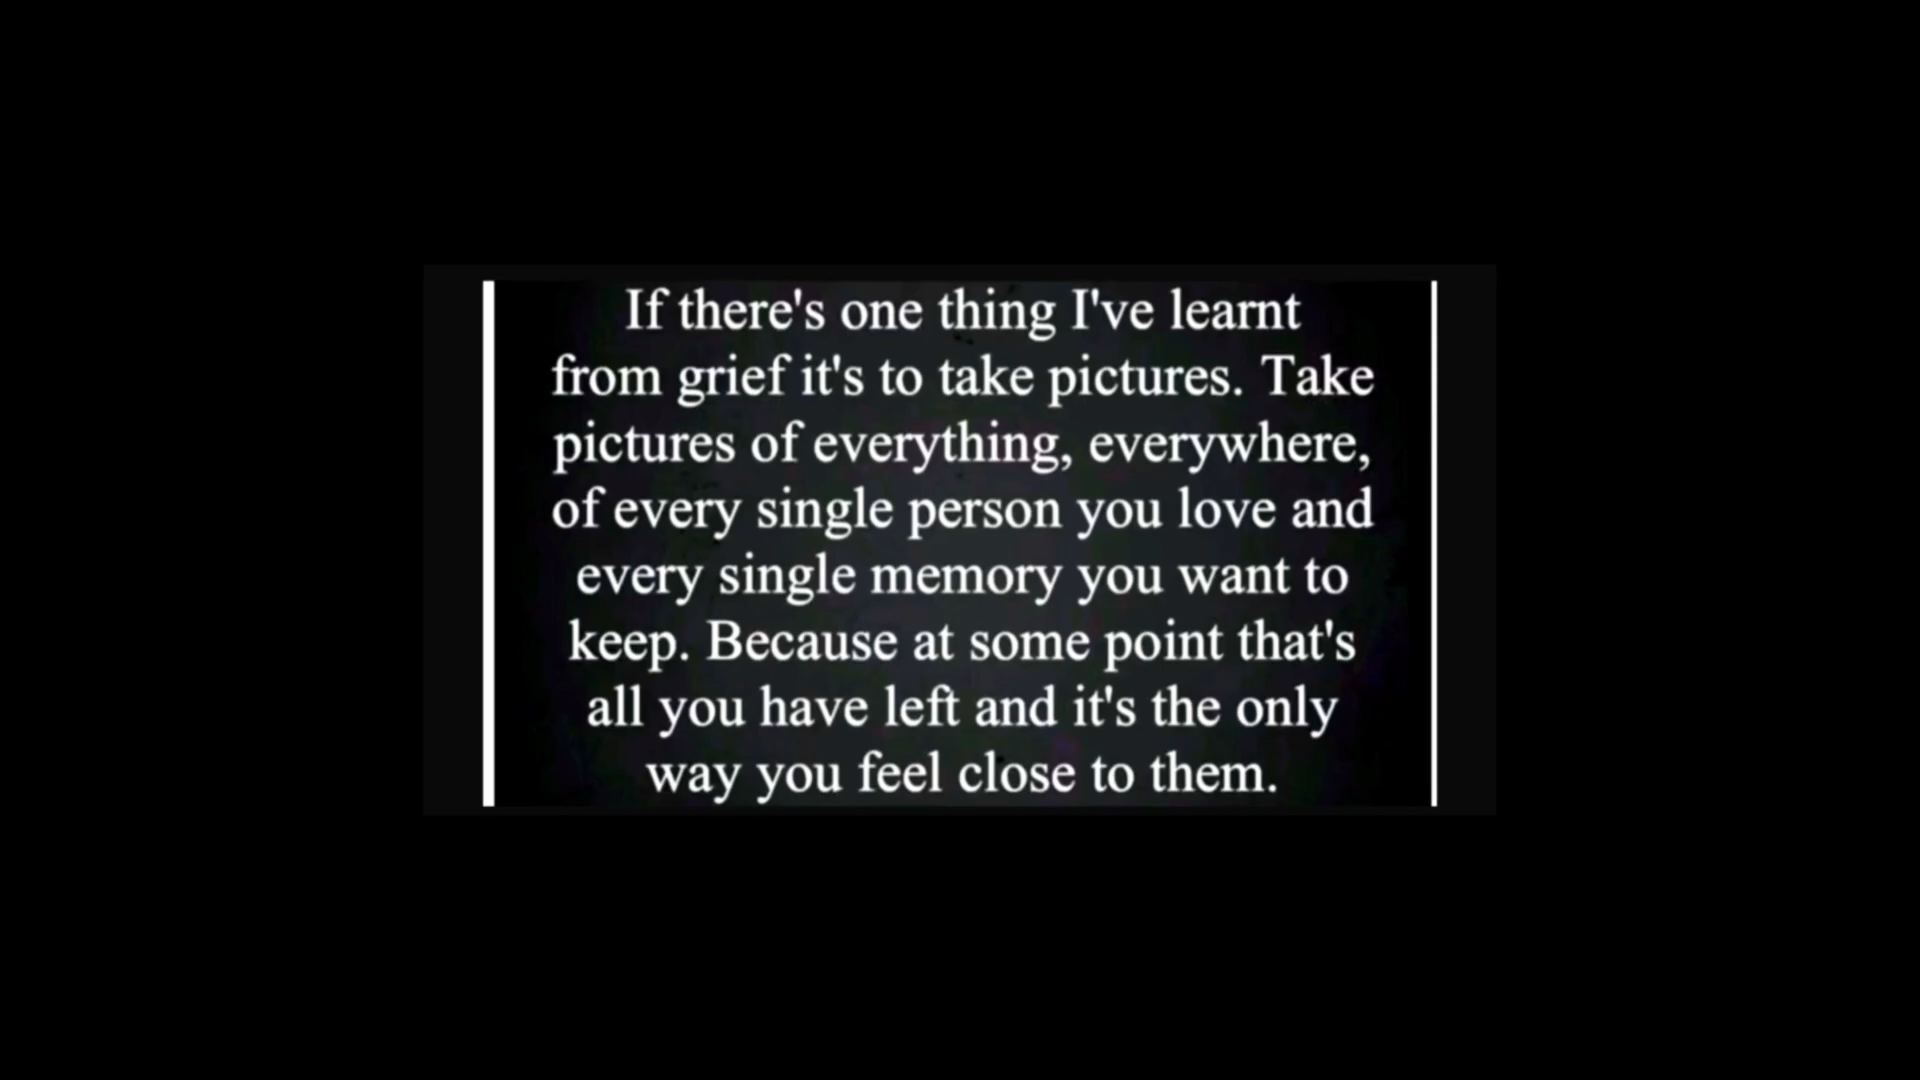 If there's one thing I've learnt
from grief it's to take pictures. Take
pictures of everything, everywhere,
of every single person you love and
every single memory you want to
keep. Because at some point that's
all you have left and it's the only
way you feel close to them.